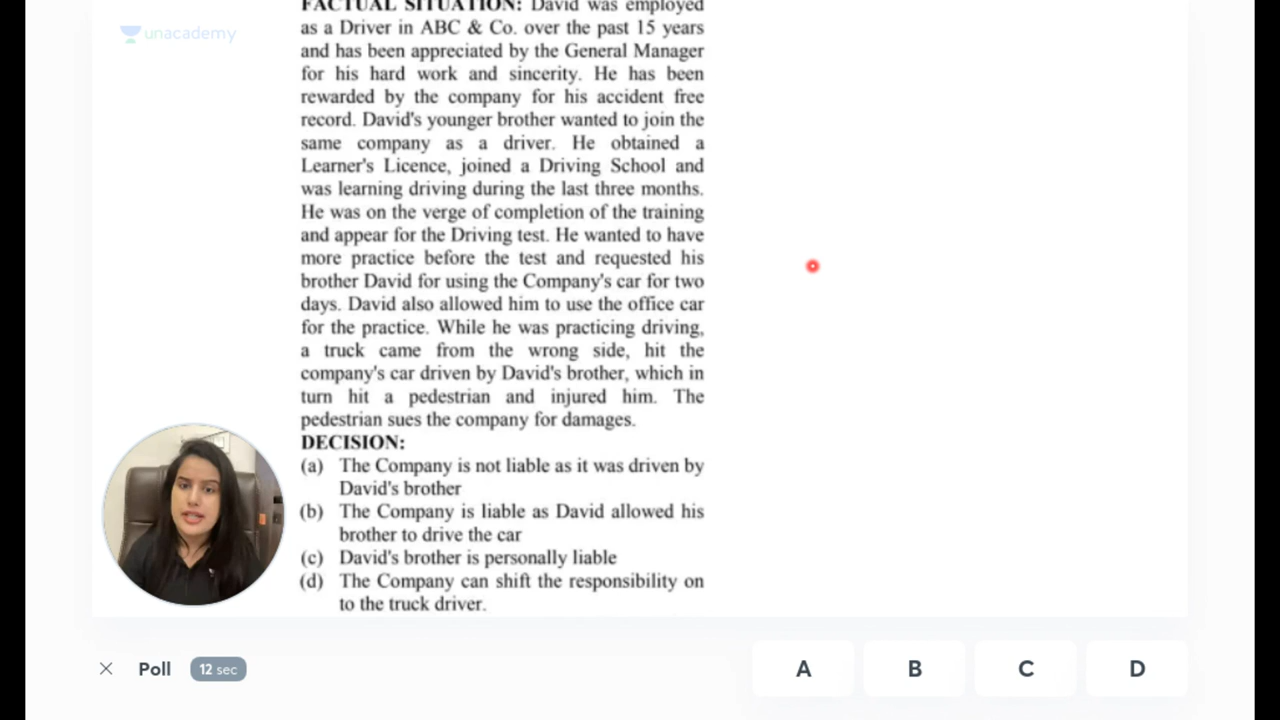 FACTUAL SITUATION: David was employed
unacademy
as a Driver in ABC & Co. over the past 15 years
and has been appreciated by the General Manager
for his hard work and sincerity. He has been
rewarded by the company for his accident free
record. David's younger brother wanted to join the
same company as a driver. He obtained a
Learner's Licence, joined a Driving School and
was learning driving during the last three months.
He was on the verge of completion of the training
and appear for the Driving test. He wanted to have
more practice before the test and requested his
brother David for using the Company's car for two
days. David also allowed him to use the office car
for the practice. While he was practicing driving,
a truck came from the wrong side, hit the
company's car driven by David's brother, which in
turn hit a pedestrian and injured him. The
pedestrian sues the company for damages.
DECISION:
(a) The Company is not liable as it was driven by
David's brother
(b) The Company is liable as David allowed his
brother to drive the car
(c) David's brother is personally liable
(d) The Company can shift the responsibility on
to the truck driver.
Poll 12 sec
A B C D